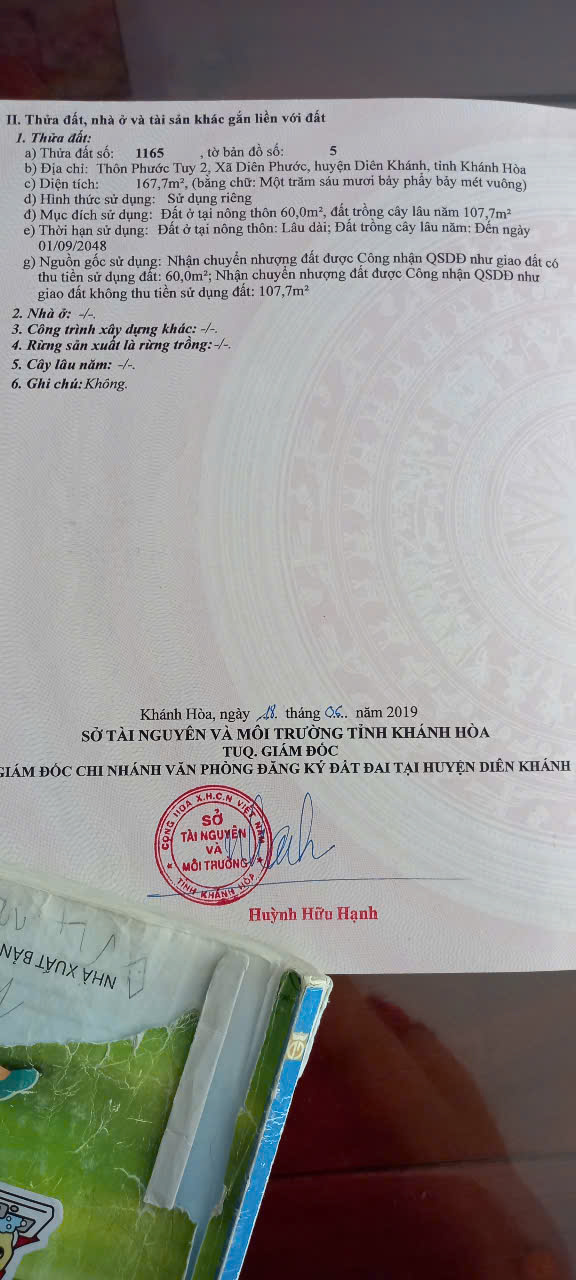 II. Thửa đất, nhà ở và tài sản khác gắn liền với đất
1. Thửa đất:
a) Thửa đất số: 1165 , tờ bản đồ số: 5
b) Địa chỉ: Thôn Phước Tuy 2, Xã Diên Phước, huyện Diên Khánh, tỉnh Khánh Hòa
c) Diện tích: 167,7m², (bằng chữ: Một trăm sáu mươi bảy phẩy bảy mét vuông)
d) Hình thức sử dụng: Sử dụng riêng
đ) Mục đích sử dụng: Đất ở tại nông thôn 60,0m², đất trồng cây lâu năm 107,7m²
e) Thời hạn sử dụng: Đất ở tại nông thôn: Lâu dài; Đất trồng cây lâu năm: Đến ngày
01/09/2048
g) Nguồn gốc sử dụng: Nhận chuyển nhượng đất được Công nhận QSDĐ như giao đất có
thu tiền sử dụng đất: 60,0m²; Nhận chuyển nhượng đất được Công nhận QSDĐ như
giao đất không thu tiền sử dụng đất: 107,7m²
2. Nhà ở: -/-.
3. Công trình xây dựng khác: -/-.
4. Rừng sản xuất là rừng trồng: -/-.
5. Cây lâu năm: -/-.
6. Ghi chú: Không.
Khánh Hòa, ngày 18. tháng 06.. năm 2019
SỞ TÀI NGUYÊN VÀ MÔI TRƯỜNG TỈNH KHÁNH HÒA
TUQ. GIÁM ĐỐC
GIÁM ĐỐC CHI NHÁNH VĂN PHÒNG ĐĂNG KÝ ĐẤT ĐAI TẠI HUYỆN DIÊN KHÁNH
CỘNG HOA X.H.C.N VIỆT NAM
SỞ
TÀI NGUYÊN
VÀ
MÔI TRƯỜNG
TỈNH KHÁNH HÒA
Huỳnh Hữu Hạnh
NHÀ XUẤT BẢN